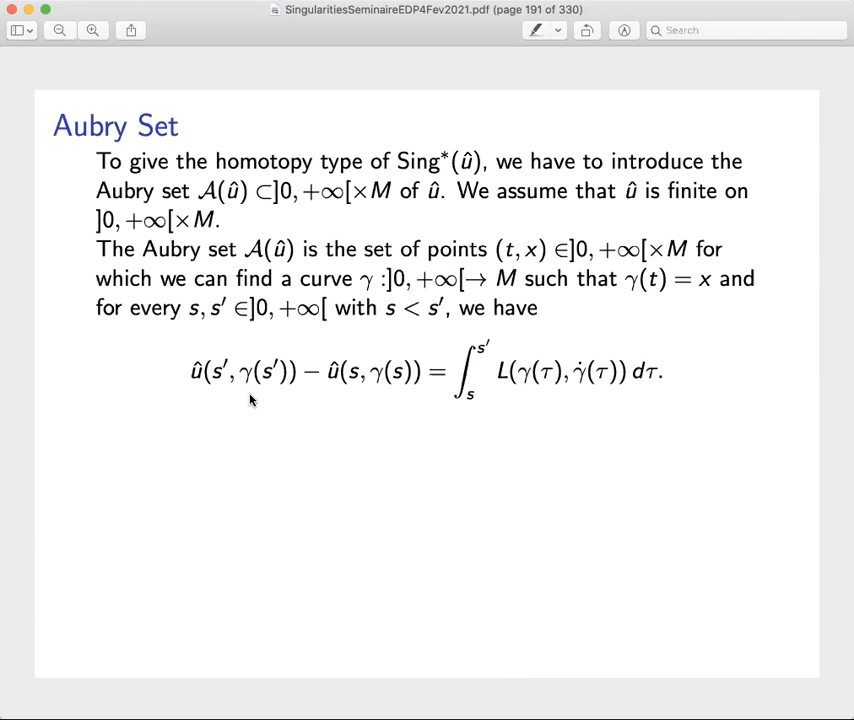 SingularitiesSeminaireEDP4Fev2021.pdf (page 191 of 330)
Search
Aubry Set
To give the homotopy type of Sing*(û), we have to introduce the
Aubry set 𝒜(û) ⊂]0, +∞[×M of û. We assume that û is finite on
]0, +∞[×M.
The Aubry set 𝒜(û) is the set of points (t, x) ∈]0, +∞[×M for
which we can find a curve γ :]0, +∞[→ M such that γ(t) = x and
for every s, s′ ∈]0, +∞[ with s < s′, we have
û(s′, γ(s′)) − û(s, γ(s)) = ∫_s^{s′} L(γ(τ), γ̇(τ)) dτ.